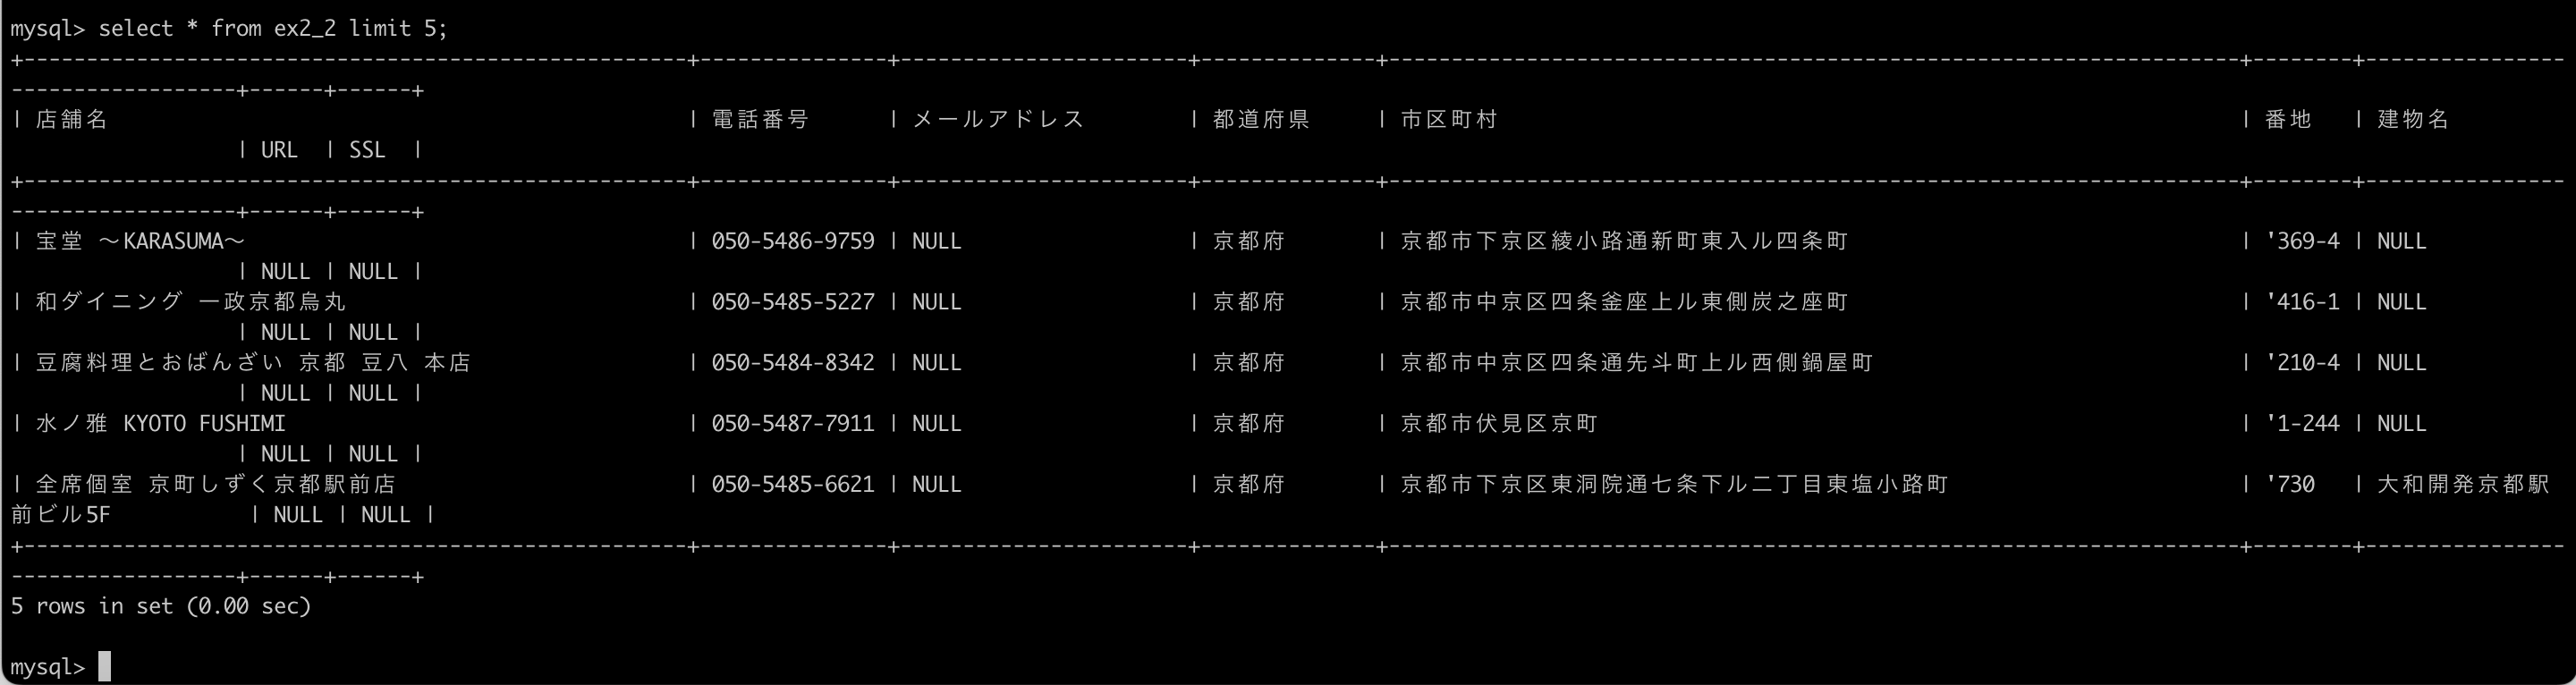 mysql> select * from ex2_2 limit 5;
+-----------------------------------------------------+---------------+-----------------------+--------------+--------------------------------------------------------------------+--------+----------------
------------------+------+------+
| 店舗名 | 電話番号 | メールアドレス | 都道府県 | 市区町村 | 番地 | 建物名
| URL | SSL |
+-----------------------------------------------------+---------------+-----------------------+--------------+--------------------------------------------------------------------+--------+----------------
------------------+------+------+
| 宝堂 ～KARASUMA～ | 050-5486-9759 | NULL | 京都府 | 京都市下京区綾小路通新町東入ル四条町 | '369-4 | NULL
| NULL | NULL |
| 和ダイニング 一政京都烏丸 | 050-5485-5227 | NULL | 京都府 | 京都市中京区四条釜座上ル東側炭之座町 | '416-1 | NULL
| NULL | NULL |
| 豆腐料理とおばんざい 京都 豆八 本店 | 050-5484-8342 | NULL | 京都府 | 京都市中京区四条通先斗町上ル西側鍋屋町 | '210-4 | NULL
| NULL | NULL |
| 水ノ雅 KYOTO FUSHIMI | 050-5487-7911 | NULL | 京都府 | 京都市伏見区京町 | '1-244 | NULL
| NULL | NULL |
| 全席個室 京町しずく京都駅前店 | 050-5485-6621 | NULL | 京都府 | 京都市下京区東洞院通七条下ル二丁目東塩小路町 | '730 | 大和開発京都駅
前ビル5F | NULL | NULL |
+-----------------------------------------------------+---------------+-----------------------+--------------+--------------------------------------------------------------------+--------+----------------
------------------+------+------+
5 rows in set (0.00 sec)
mysql>